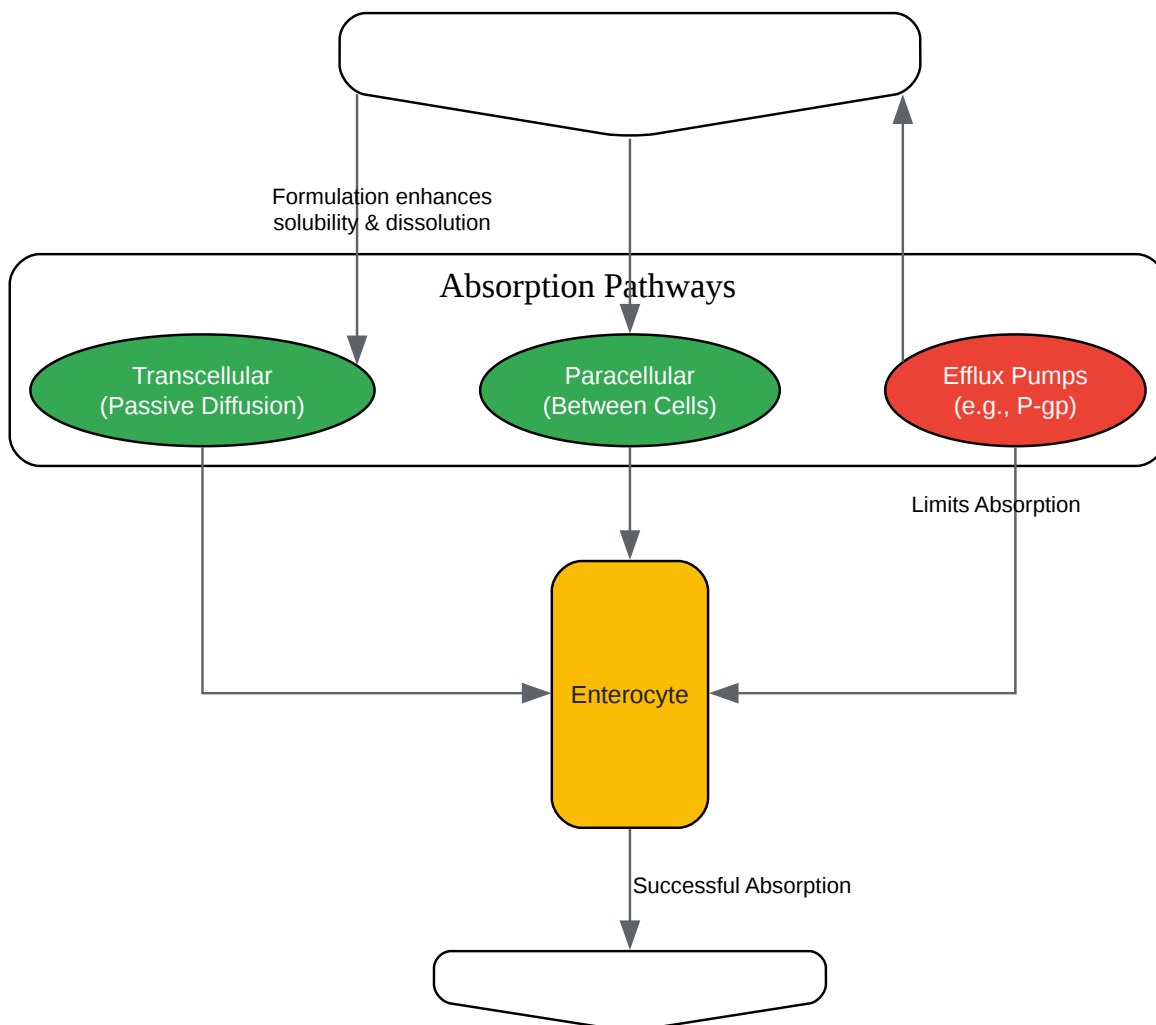 Formulation enhances
solubility & dissolution
Absorption Pathways
Transcellular
(Passive Diffusion)
Paracellular
(Between Cells)
Efflux Pumps
(e.g., P-gp)
Limits Absorption
Enterocyte
Successful Absorption